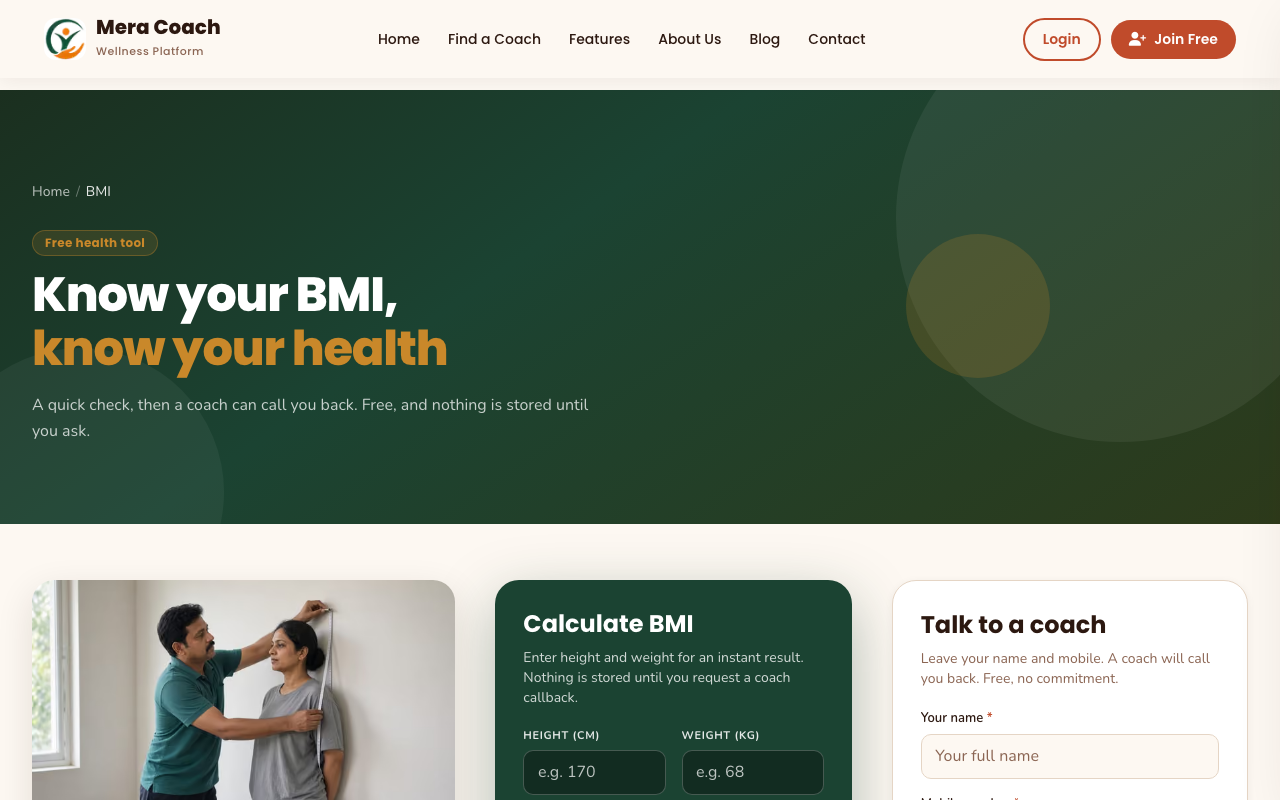 Mera Coach
Wellness Platform
Home
Find a Coach
Features
About Us
Blog
Contact
Login
Join Free
Home / BMI
Free health tool
Know your BMI,
know your health
A quick check, then a coach can call you back. Free, and nothing is stored until
you ask.
Calculate BMI
Enter height and weight for an instant result.
Nothing is stored until you request a coach
callback.
HEIGHT (CM)
WEIGHT (KG)
e.g. 170
e.g. 68
Talk to a coach
Leave your name and mobile. A coach will call
you back. Free, no commitment.
Your name *
Your full name